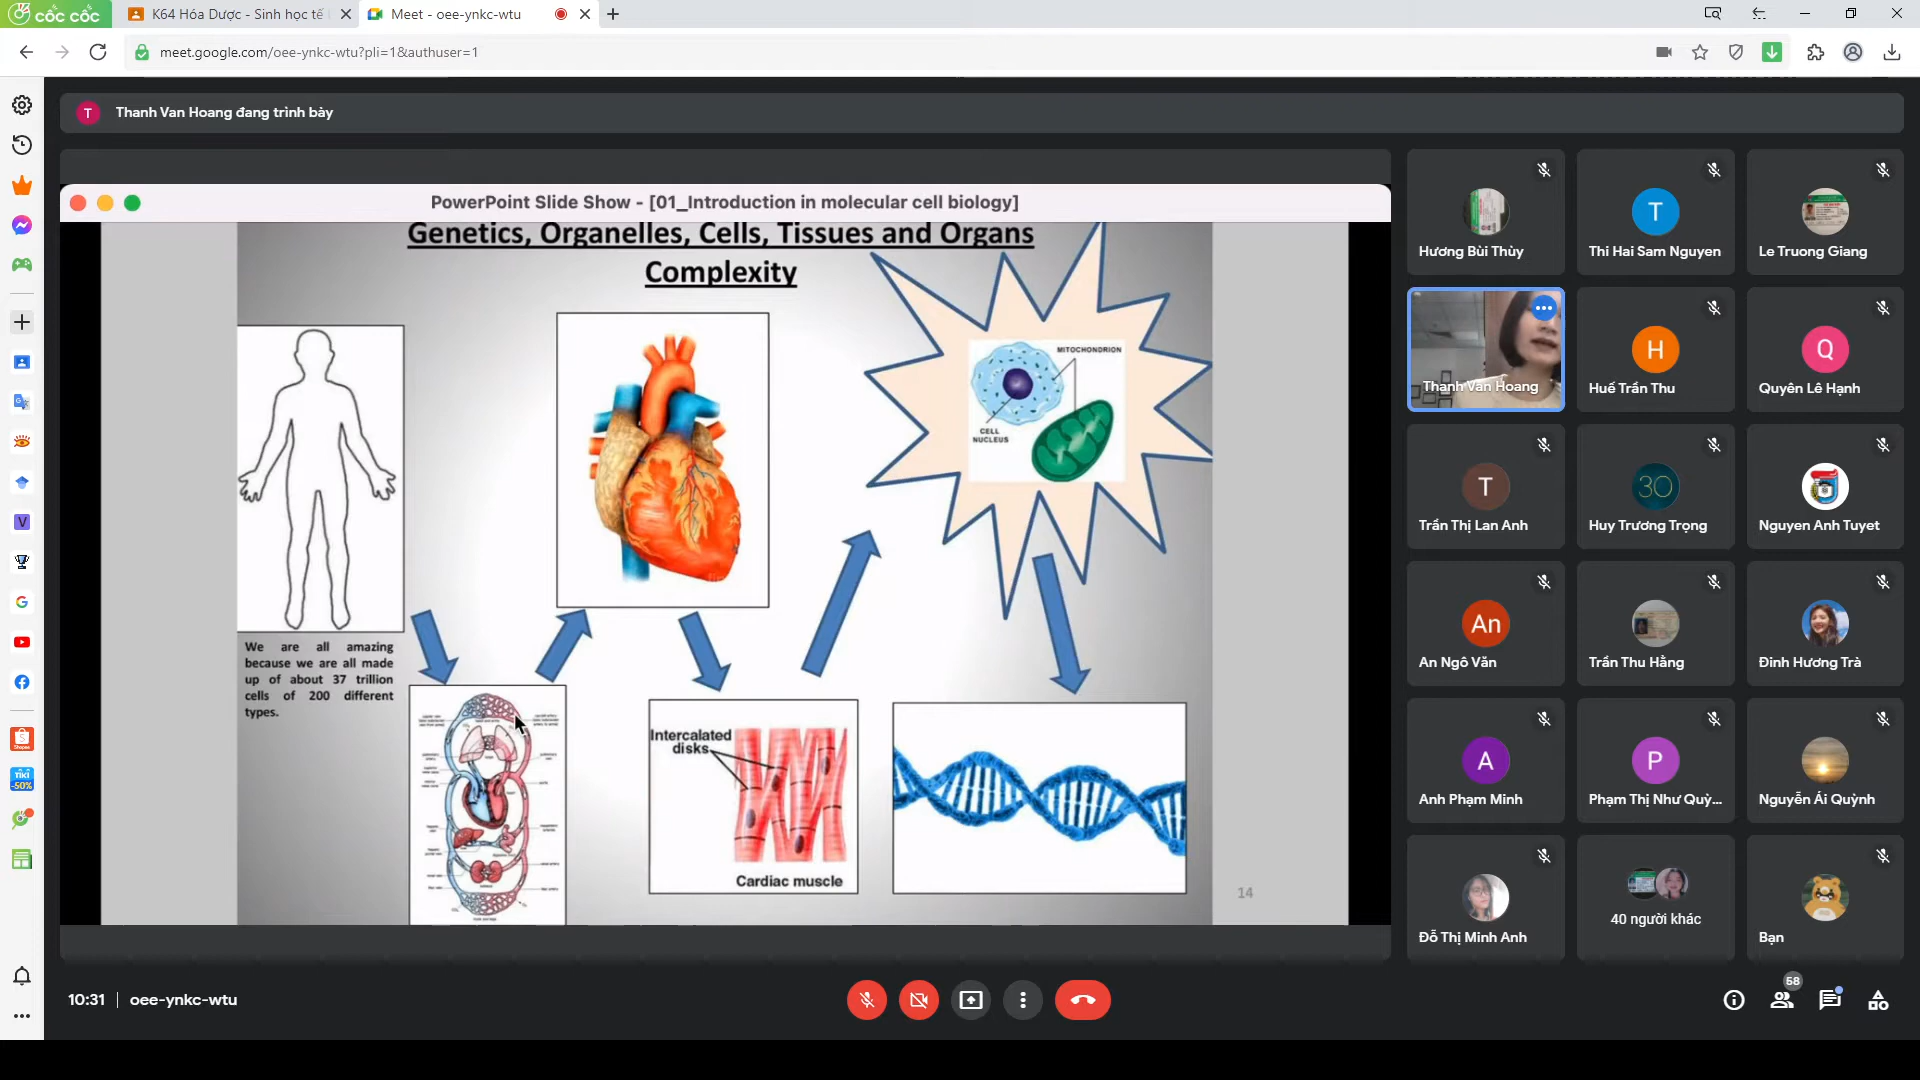 cốc cốc
K64 Hóa Dược - Sinh học tế
Meet - oee-ynkc-wtu
meet.google.com/oee-ynkc-wtu?pli=1&authuser=1
T
Thanh Van Hoang đang trình bày
PowerPoint Slide Show - [01_Introduction in molecular cell biology]
Genetics, Organelles, Cells, Tissues and Organs
Complexity
MITOCHONDRION
CELL
NUCLEUS
We are all amazing
because we are all made
up of about 37 trillion
cells of 200 different
types.
Intercalated
disks
Cardiac muscle
14
Hương Bùi Thùy
T
Thi Hai Sam Nguyen
Le Truong Giang
Thanh Van Hoang
H
Huế Trần Thu
Q
Quyên Lê Hạnh
T
Trần Thị Lan Anh
30
Huy Trương Trọng
Nguyen Anh Tuyet
An
An Ngô Văn
Trần Thu Hằng
Đinh Hương Trà
A
Anh Phạm Minh
P
Phạm Thị Như Quỳ...
Nguyễn Ái Quỳnh
Đỗ Thị Minh Anh
40 người khác
Bạn
V
G
Shopee
TIKI
-50%
10:31
oee-ynkc-wtu
58